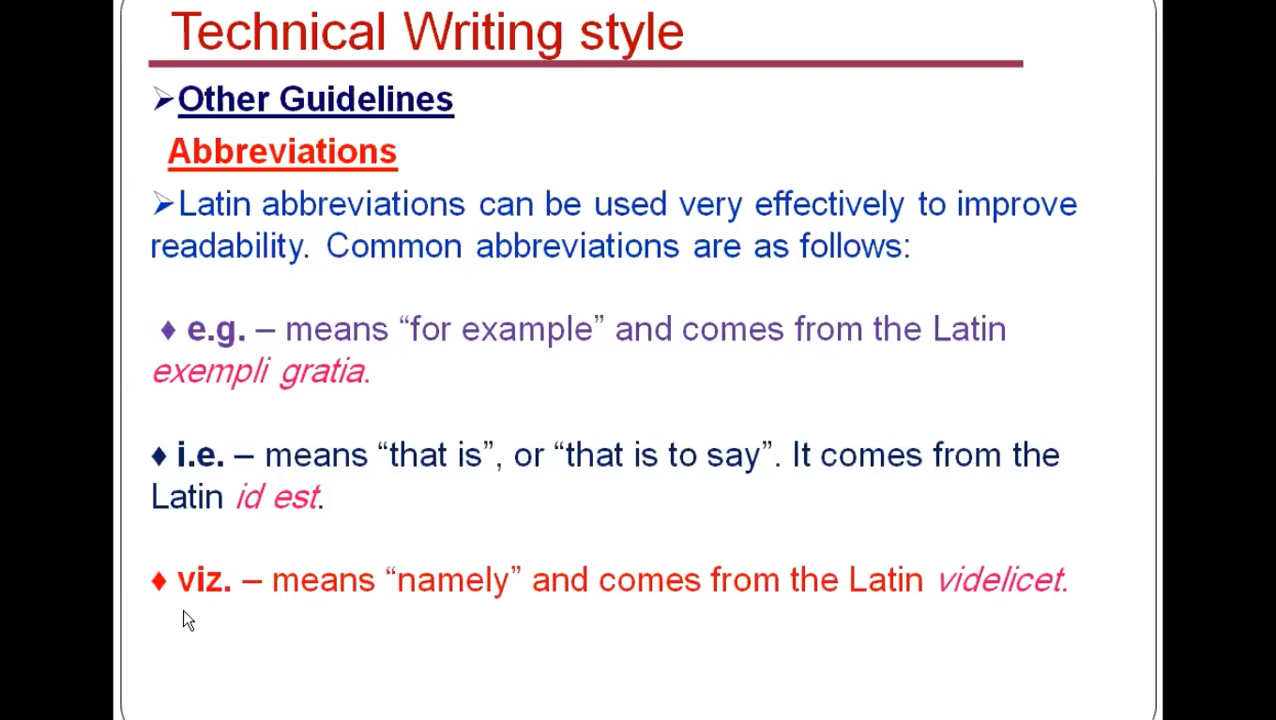 Technical Writing style
➢Other Guidelines
Abbreviations
➢Latin abbreviations can be used very effectively to improve
readability. Common abbreviations are as follows:
♦ e.g. – means “for example” and comes from the Latin
exempli gratia.
♦ i.e. – means “that is”, or “that is to say”. It comes from the
Latin id est.
♦ viz. – means “namely” and comes from the Latin videlicet.